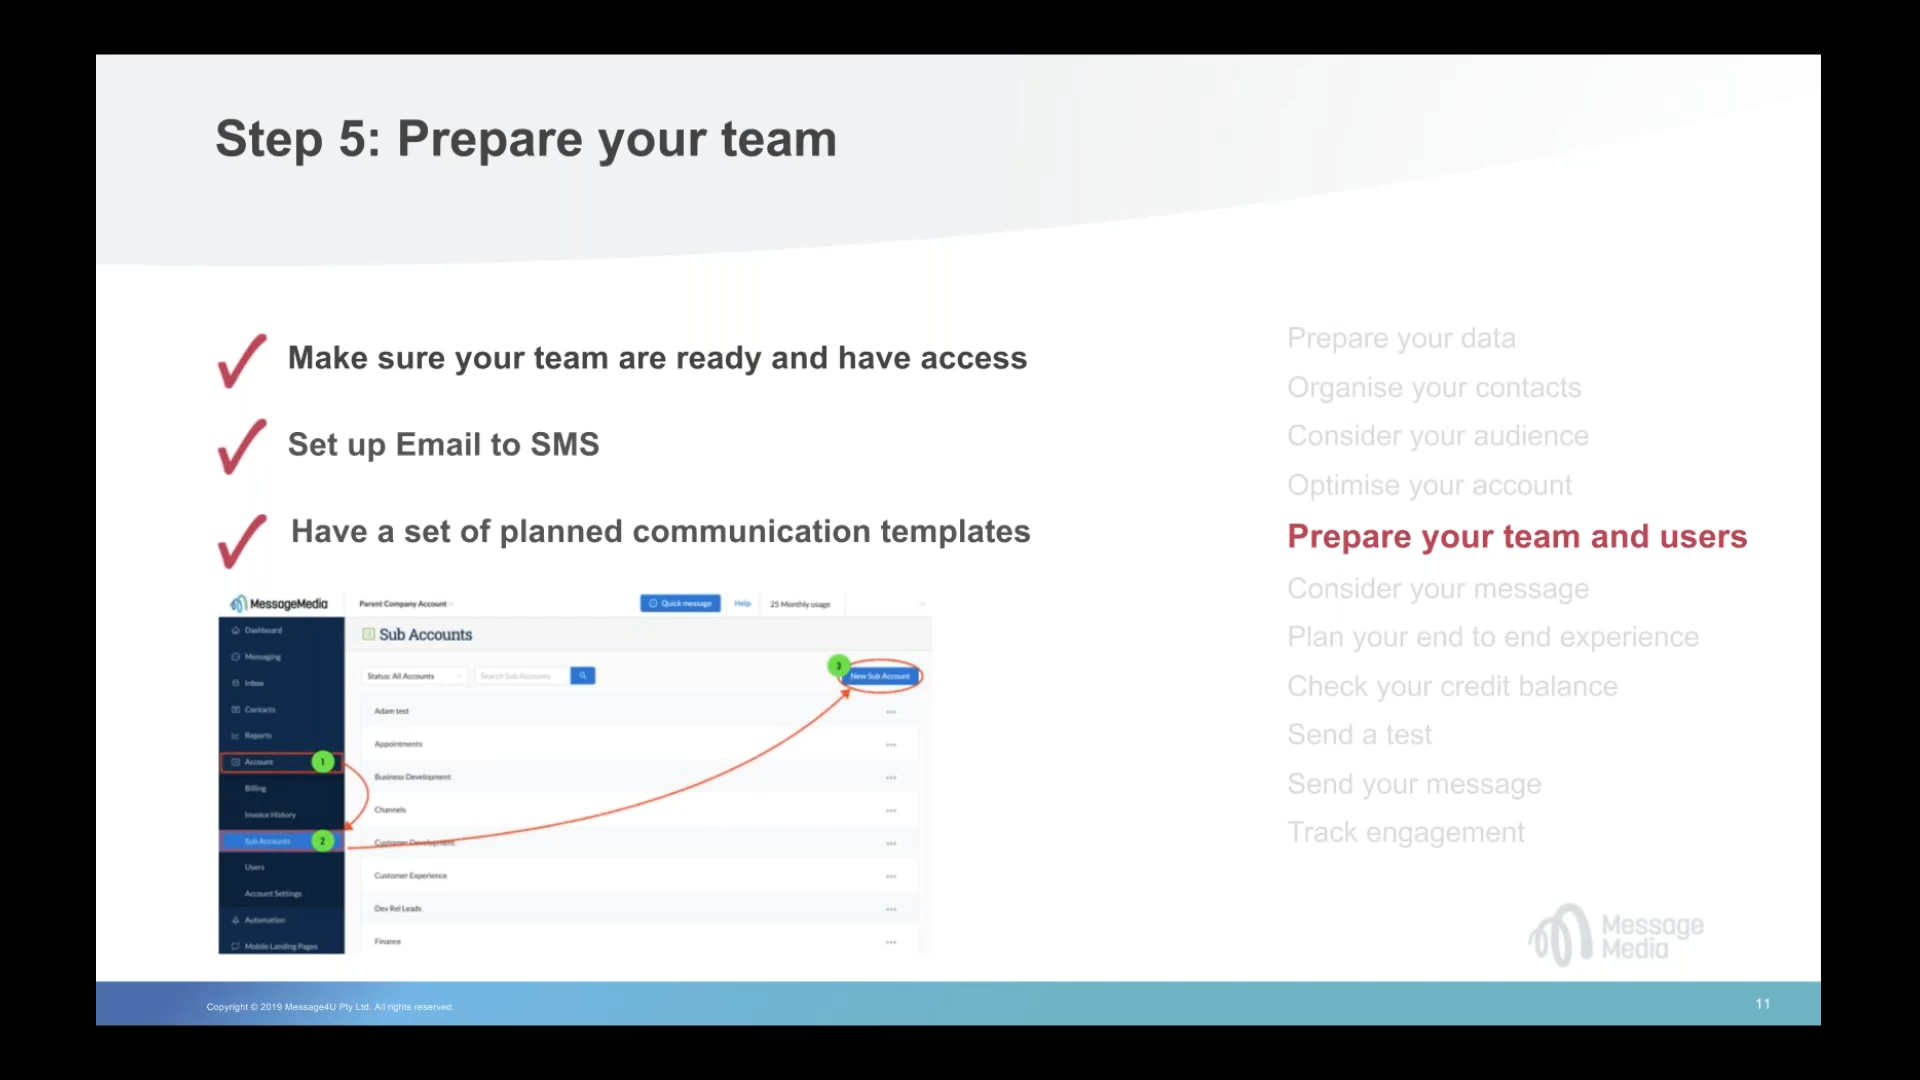 Step 5: Prepare your team
Make sure your team are ready and have access
Set up Email to SMS
Have a set of planned communication templates
MessageMedia
Parent Company Account
Quick message
Help
25 Monthly usage
Dashboard
Messaging
Inbox
Contacts
Reports
Account
1
Billing
Invoice History
Sub Accounts
2
Users
Account Settings
Automation
Mobile Landing Pages
Sub Accounts
Status: All Accounts
Search Sub Accounts
3
New Sub Account
Adam test
Appointments
Business Development
Channels
Customer Development
Customer Experience
Dev Rel Leads
Finance
Prepare your data
Organise your contacts
Consider your audience
Optimise your account
Prepare your team and users
Consider your message
Plan your end to end experience
Check your credit balance
Send a test
Send your message
Track engagement
Message
Media
Copyright © 2019 Message4U Pty Ltd. All rights reserved.
11